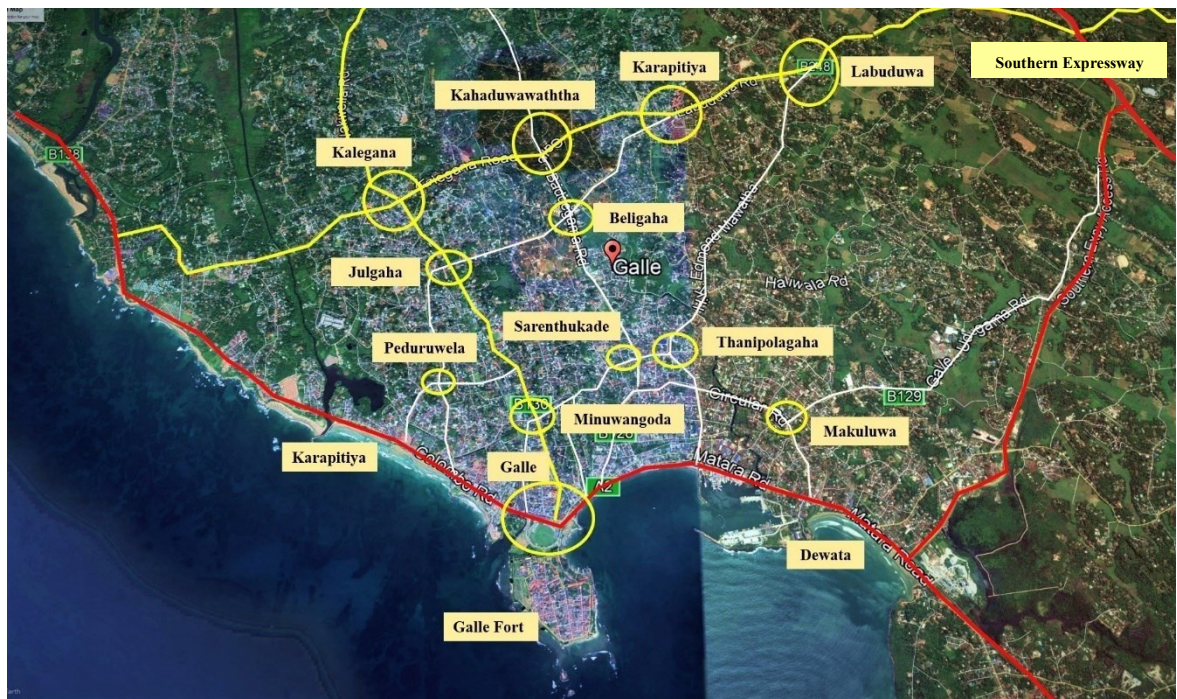 Southern Expressway
Labuduwa
Karapitiya
Kahaduwawaththa
Kalegana
B248
B138
Beligaha
Galle
Julgaha
Haliwala Rd
Sarenthukade
Thanipolagaha
Peduruwela
Circular Rd
B129
Makuluwa
B130
Minuwangoda
Karapitiya
Galle
Colombo Rd
Matara Rd
A2
Matara Road
Dewata
Galle Fort